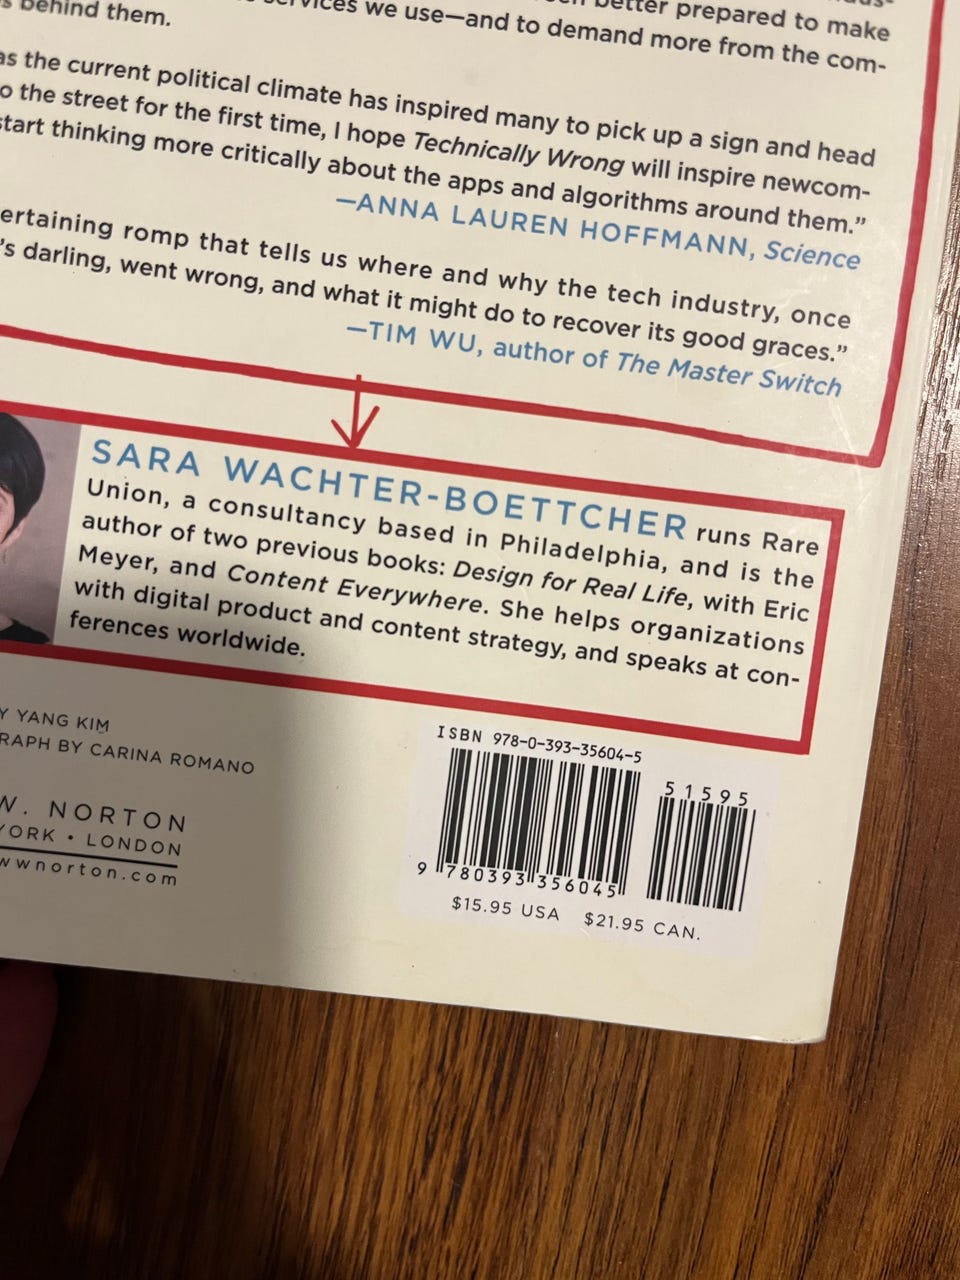 better prepared to make
services we use—and to demand more from the com-
behind them.
as the current political climate has inspired many to pick up a sign and head
the street for the first time, I hope Technically Wrong will inspire newcom-
start thinking more critically about the apps and algorithms around them.”
—ANNA LAUREN HOFFMANN, Science
ertaining romp that tells us where and why the tech industry, once
’s darling, went wrong, and what it might do to recover its good graces.”
—TIM WU, author of The Master Switch
SARA WACHTER-BOETTCHER runs Rare
Union, a consultancy based in Philadelphia, and is the
author of two previous books: Design for Real Life, with Eric
Meyer, and Content Everywhere. She helps organizations
with digital product and content strategy, and speaks at con-
ferences worldwide.
Y YANG KIM
RAPH BY CARINA ROMANO
W. NORTON
YORK • LONDON
wwnorton.com
ISBN 978-0-393-35604-5
51595
9 780393 356045
$15.95 USA $21.95 CAN.